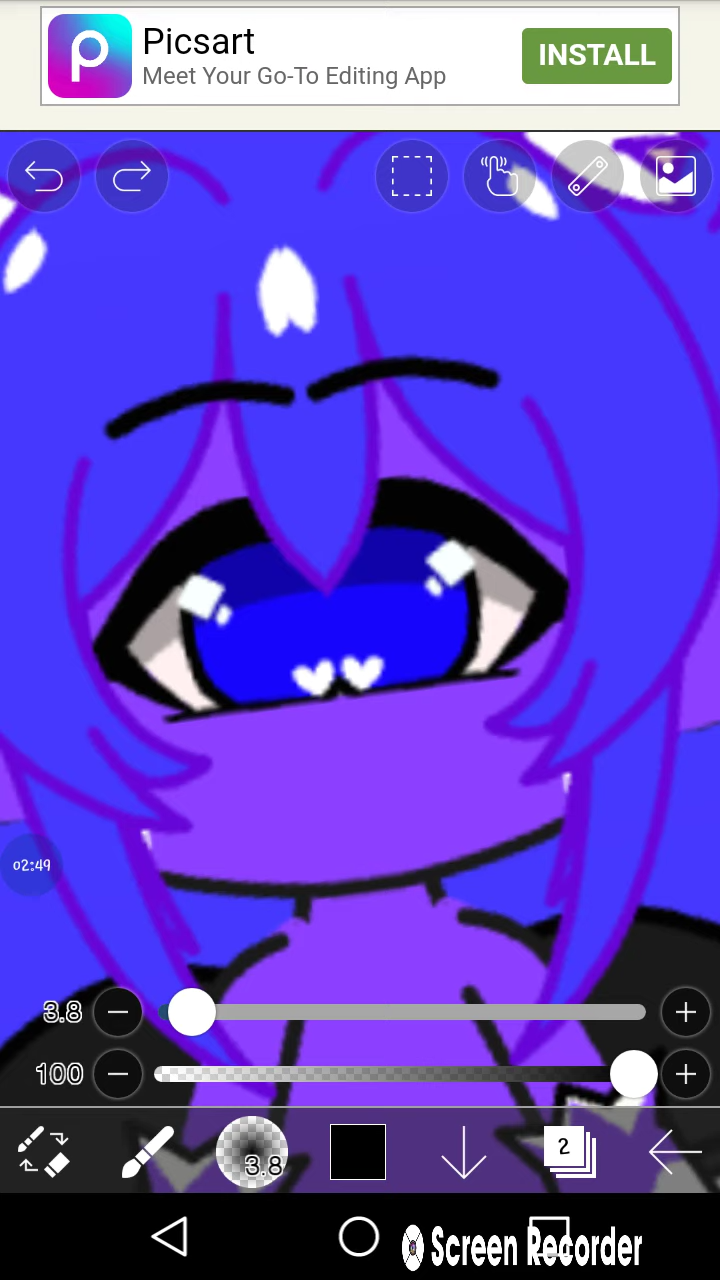 Picsart
Meet Your Go-To Editing App
INSTALL
02:49
3.8
100
3.8
2
Screen Recorder